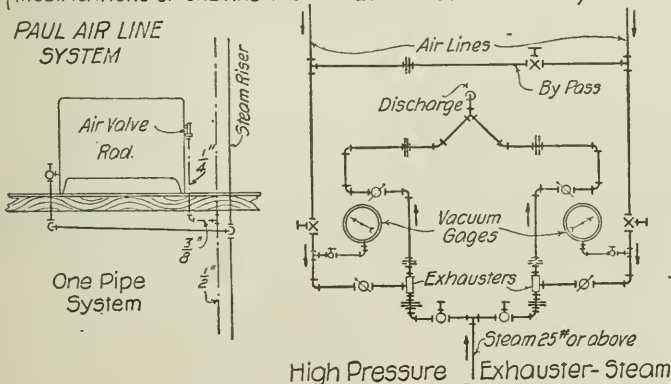 PAUL AIR LINE
SYSTEM
Air Valve
Rad.
Steam Riser
1/4"
3/8"
1/2"
One Pipe
System
Air Lines
By Pass
Discharge
Vacuum
Gages
Exhausters
Steam 25# or above
High Pressure Exhauster-Steam